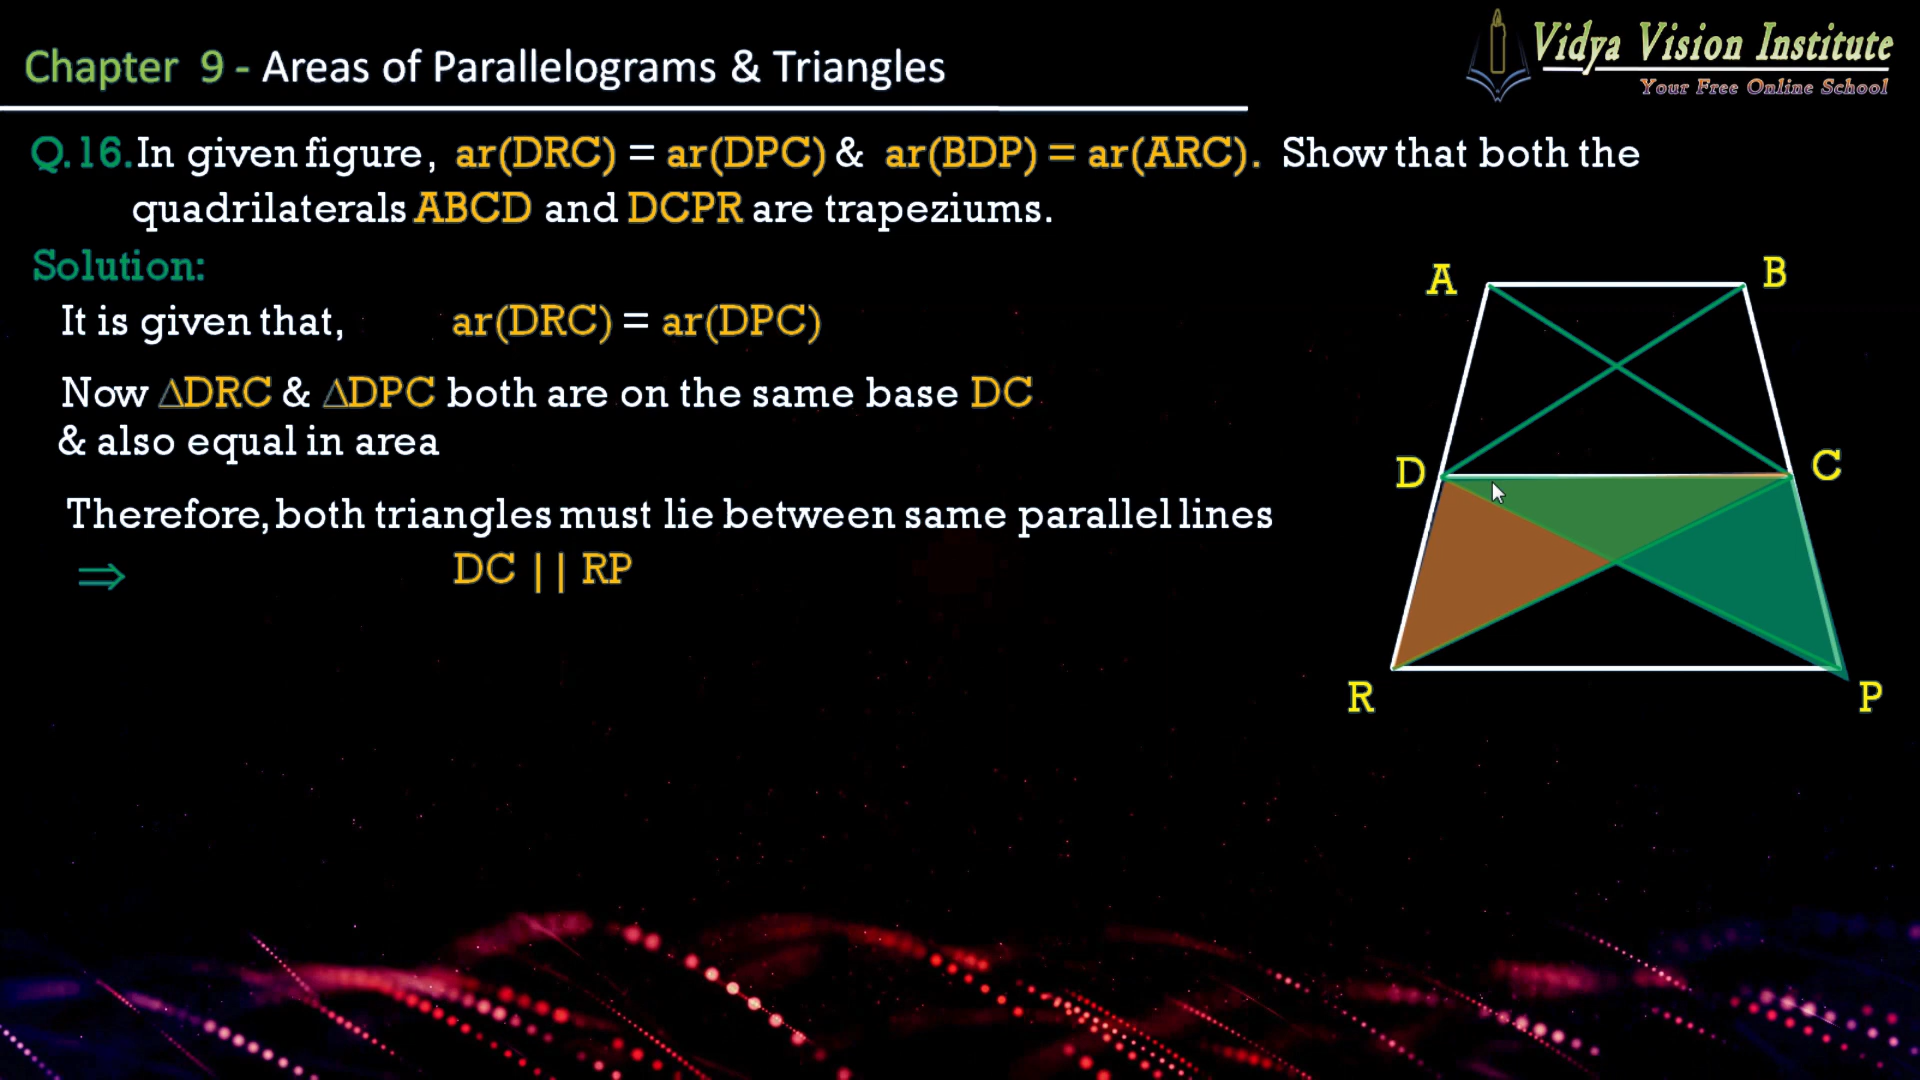 Chapter 9 - Areas of Parallelograms & Triangles
Vidya Vision Institute
Your Free Online School
Q.16. In given figure, ar(DRC) = ar(DPC) & ar(BDP) = ar(ARC). Show that both the
quadrilaterals ABCD and DCPR are trapeziums.
Solution:
It is given that, ar(DRC) = ar(DPC)
Now ΔDRC & ΔDPC both are on the same base DC
& also equal in area
Therefore, both triangles must lie between same parallel lines
⇒ DC || RP
A B
D C
R P